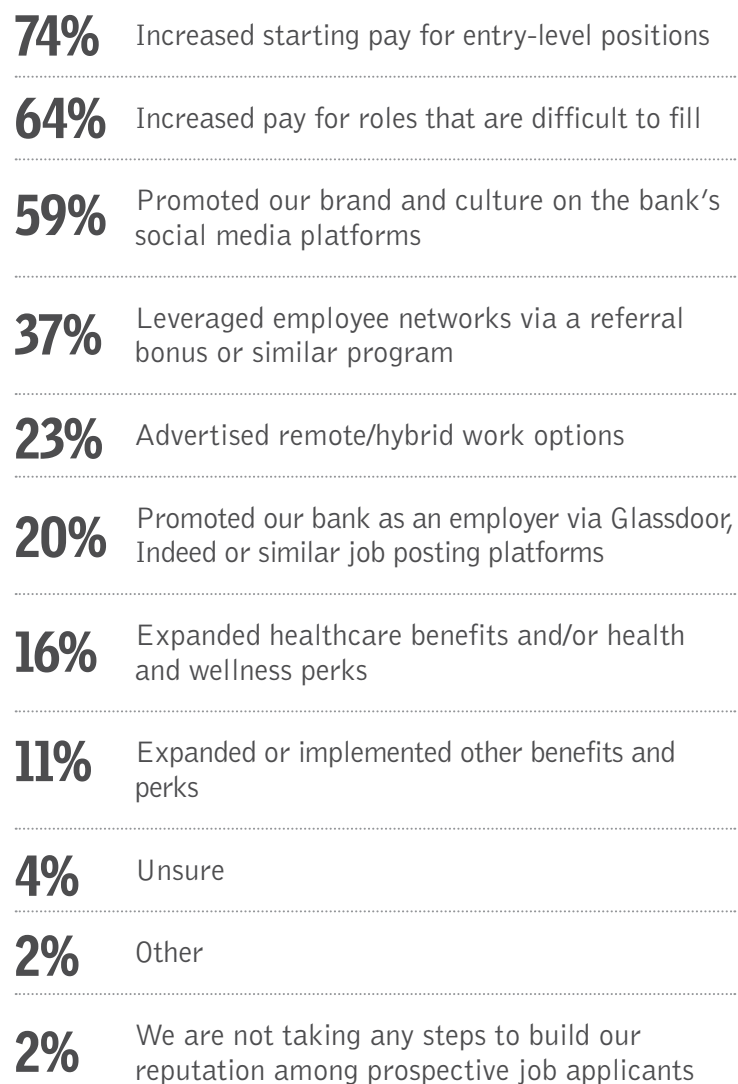 74% Increased starting pay for entry-level positions
64% Increased pay for roles that are difficult to fill
59% Promoted our brand and culture on the bank’s
social media platforms
37% Leveraged employee networks via a referral
bonus or similar program
23% Advertised remote/hybrid work options
20% Promoted our bank as an employer via Glassdoor,
Indeed or similar job posting platforms
16% Expanded healthcare benefits and/or health
and wellness perks
11% Expanded or implemented other benefits and
perks
4% Unsure
2% Other
2% We are not taking any steps to build our
reputation among prospective job applicants